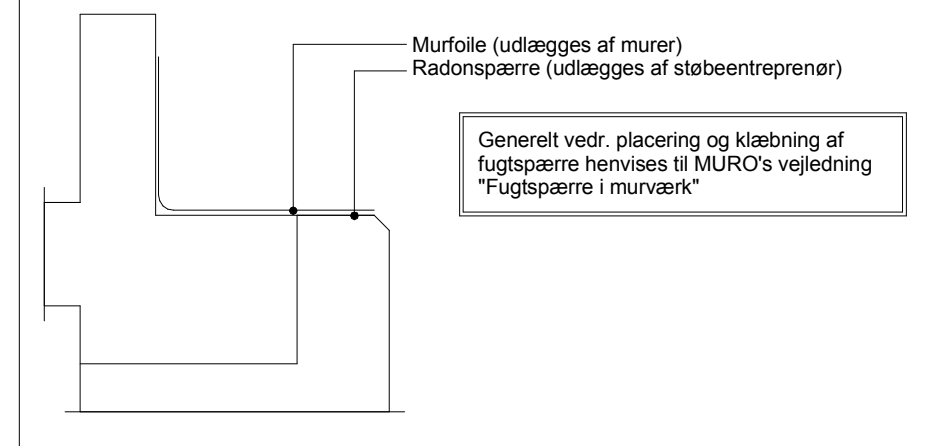 Murfoile (udlægges af murer)
Radonspærre (udlægges af støbeentreprenør)
Generelt vedr. placering og klæbning af
fugtspærre henvises til MURO's vejledning
"Fugtspærre i murværk"